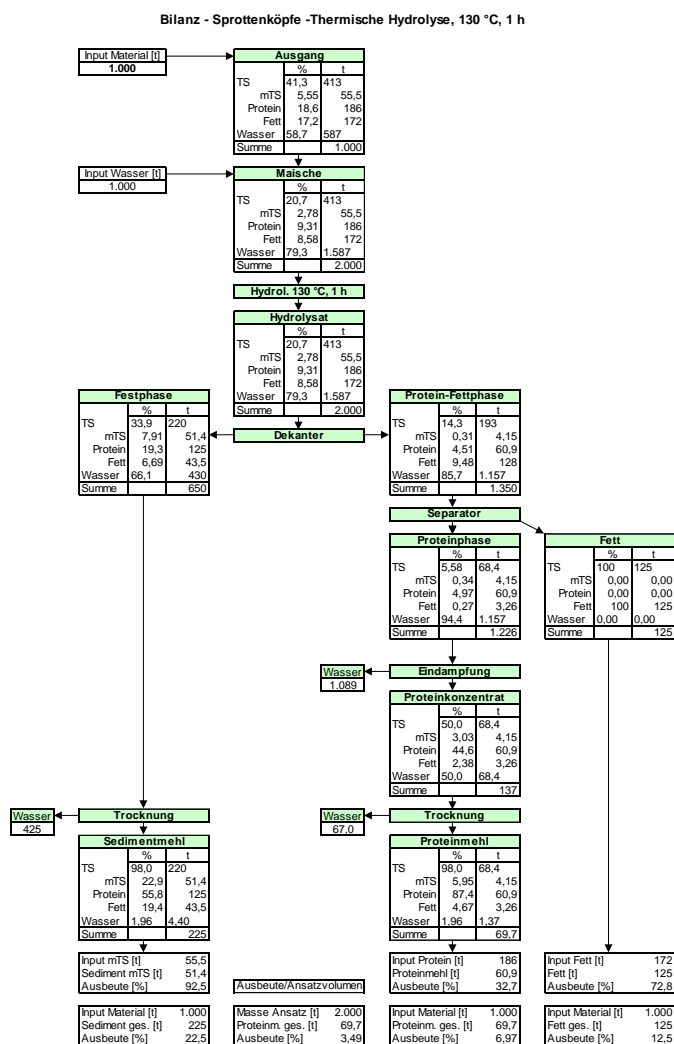 Bilanz - Sprottenköpfe -Thermische Hydrolyse, 130 °C, 1 h
Input Material [t]
1.000
Ausgang
% t
TS 41,3 413
mTS 5,55 55,5
Protein 18,6 186
Fett 17,2 172
Wasser 58,7 587
Summe 1.000
Input Wasser [t]
1.000
Maische
% t
TS 20,7 413
mTS 2,78 55,5
Protein 9,31 186
Fett 8,58 172
Wasser 79,3 1.587
Summe 2.000
Hydrol. 130 °C, 1 h
Hydrolysat
% t
TS 20,7 413
mTS 2,78 55,5
Protein 9,31 186
Fett 8,58 172
Wasser 79,3 1.587
Summe 2.000
Dekanter
Festphase
% t
TS 33,9 220
mTS 7,91 51,4
Protein 19,3 125
Fett 6,69 43,5
Wasser 66,1 430
Summe 650
Protein-Fettphase
% t
TS 14,3 193
mTS 0,31 4,15
Protein 4,51 60,9
Fett 9,48 128
Wasser 85,7 1.157
Summe 1.350
Separator
Proteinphase
% t
TS 5,58 68,4
mTS 0,34 4,15
Protein 4,97 60,9
Fett 0,27 3,26
Wasser 94,4 1.157
Summe 1.226
Fett
% t
TS 100 125
mTS 0,00 0,00
Protein 0,00 0,00
Fett 100 125
Wasser 0,00 0,00
Summe 125
Wasser
1.089
Eindampfung
Proteinkonzentrat
% t
TS 50,0 68,4
mTS 3,03 4,15
Protein 44,6 60,9
Fett 2,38 3,26
Wasser 50,0 68,4
Summe 137
Wasser
425
Trocknung
Sedimentmehl
% t
TS 98,0 220
mTS 22,9 51,4
Protein 55,8 125
Fett 19,4 43,5
Wasser 1,96 4,40
Summe 225
Wasser
67,0
Trocknung
Proteinmehl
% t
TS 98,0 68,4
mTS 5,95 4,15
Protein 87,4 60,9
Fett 4,67 3,26
Wasser 1,96 1,37
Summe 69,7
Input mTS [t] 55,5
Sediment mTS [t] 51,4
Ausbeute [%] 92,5
Ausbeute/Ansatzvolumen
Input Protein [t] 186
Proteinmehl [t] 60,9
Ausbeute [%] 32,7
Input Fett [t] 172
Fett [t] 125
Ausbeute [%] 72,8
Input Material [t] 1.000
Sediment ges. [t] 225
Ausbeute [%] 22,5
Masse Ansatz [t] 2.000
Proteinm. ges. [t] 69,7
Ausbeute [%] 3,49
Input Material [t] 1.000
Proteinm. ges. [t] 69,7
Ausbeute [%] 6,97
Input Material [t] 1.000
Fett ges. [t] 125
Ausbeute [%] 12,5